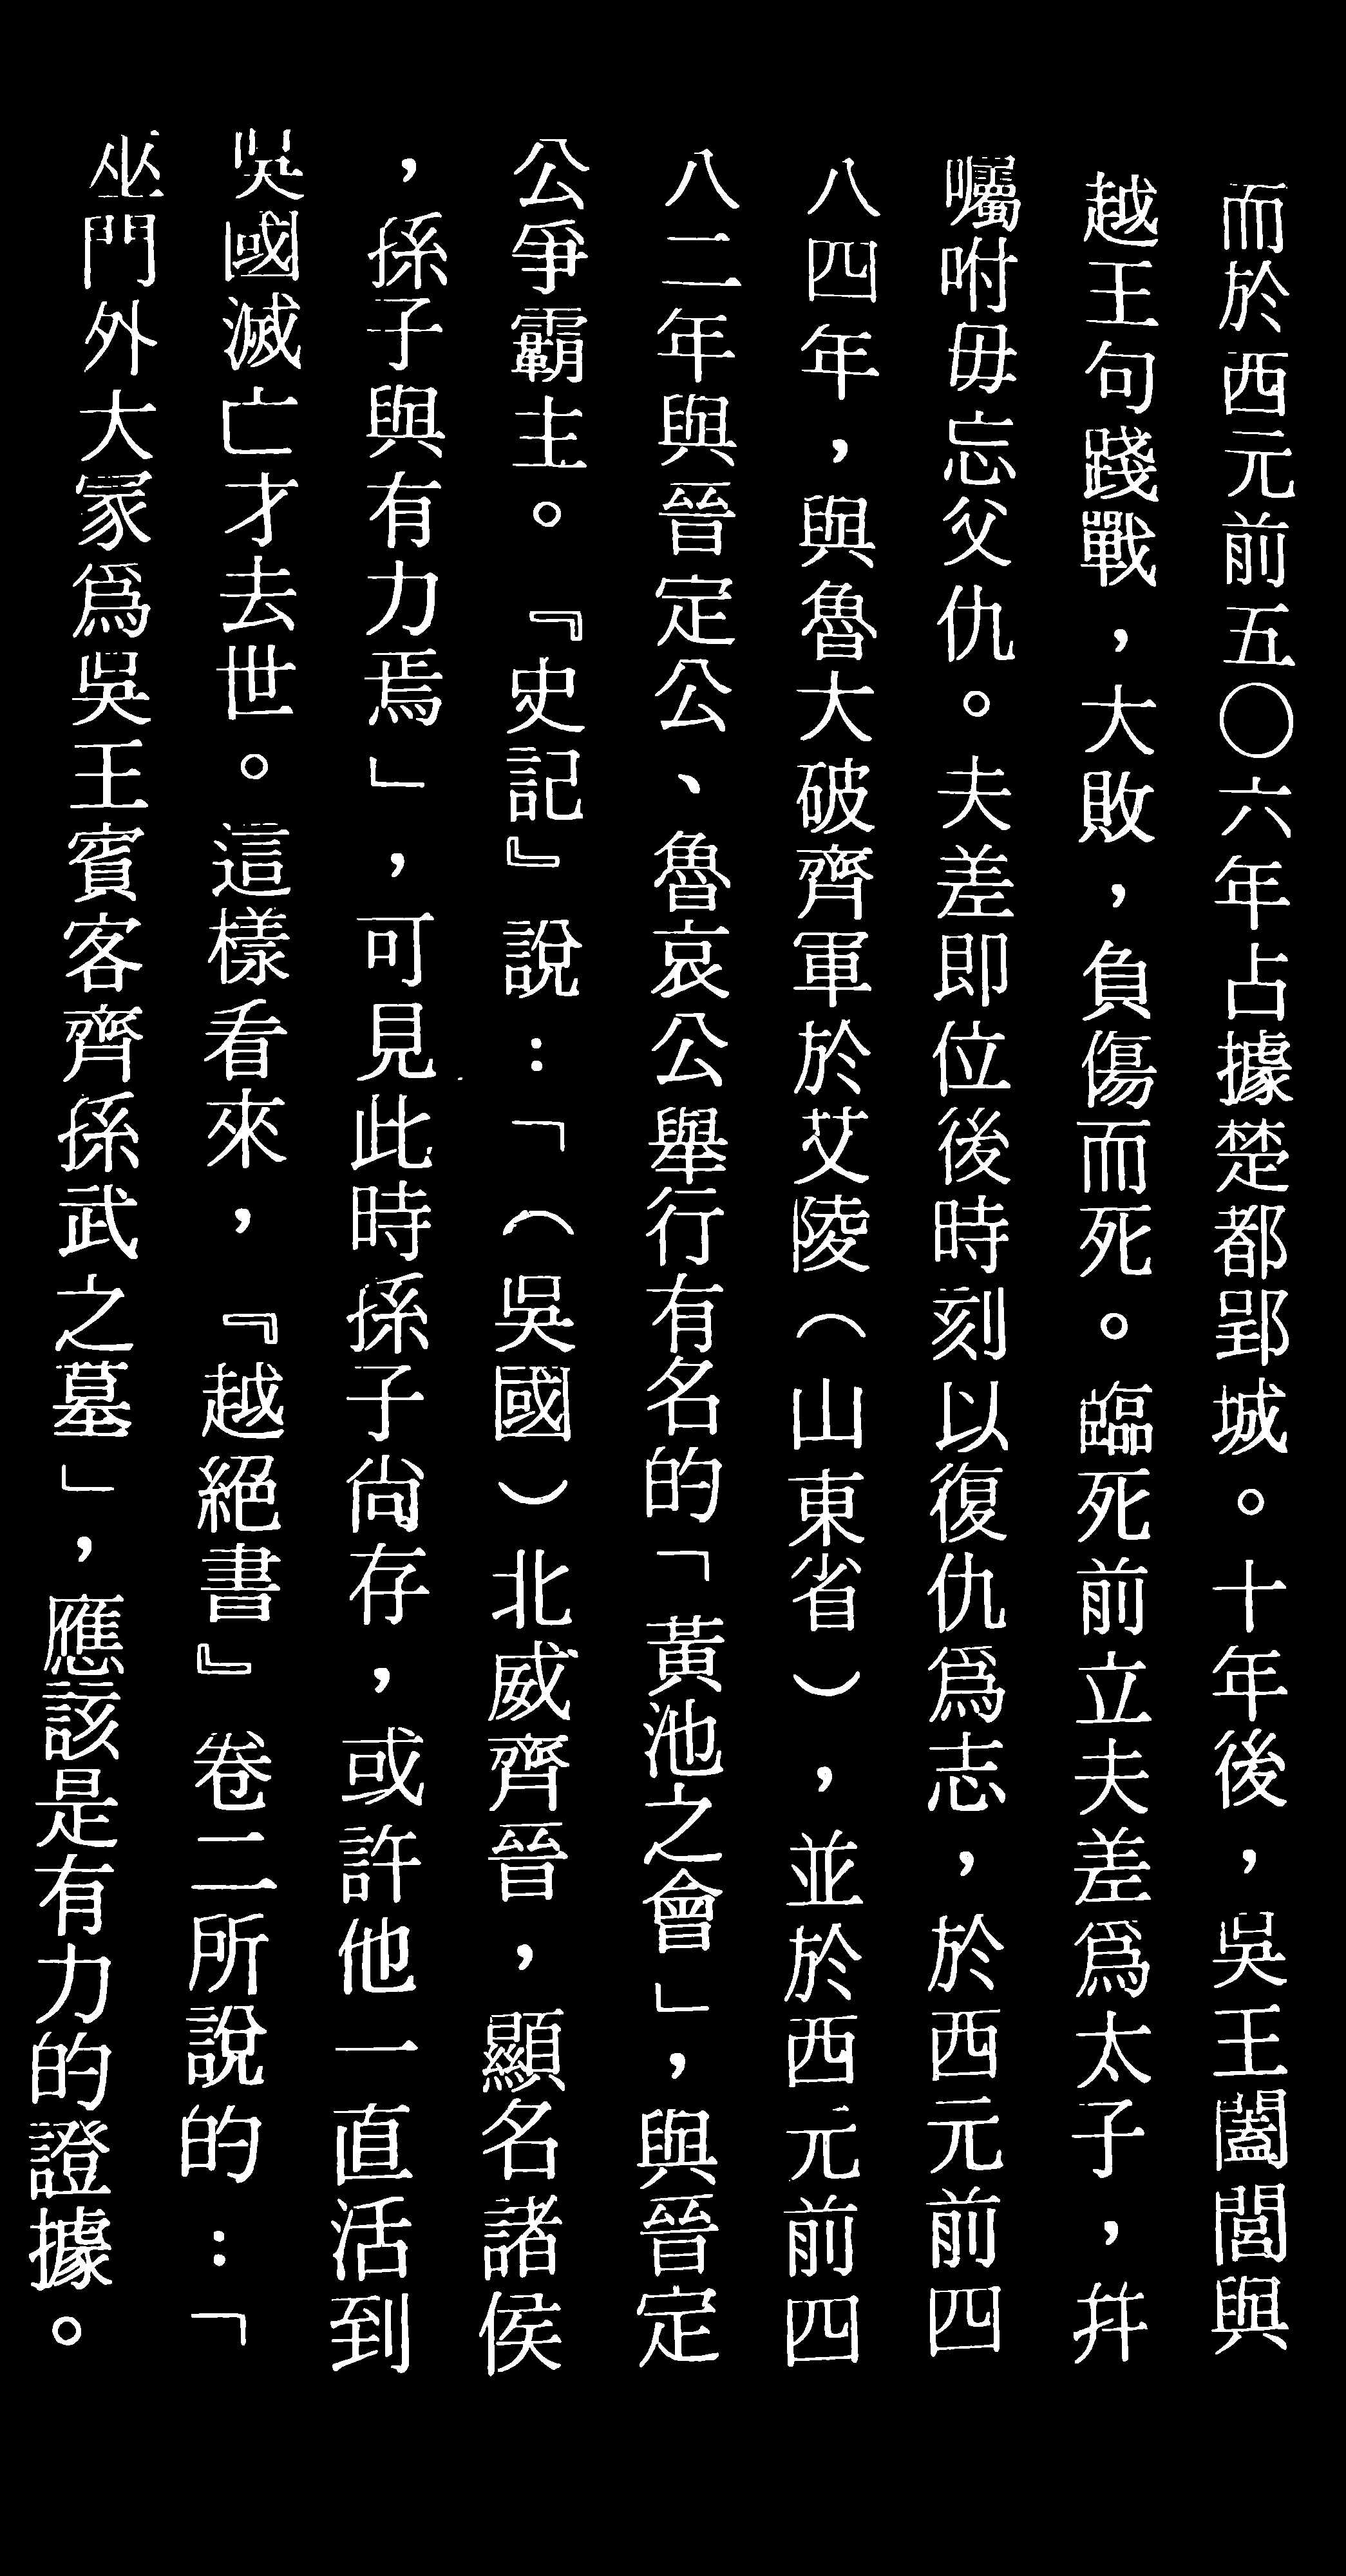 而於西元前五〇六年占據楚都郢城。十年後，吳王闔閭與
越王句踐戰，大敗，負傷而死。臨死前立夫差爲太子，幷
囑咐毋忘父仇。夫差即位後時刻以復仇爲志，於西元前四
八四年，與魯大破齊軍於艾陵（山東省），並於西元前四
八二年與晉定公、魯哀公舉行有名的「黃池之會」，與晉定
公爭霸主。『史記』說：「（吳國）北威齊晉，顯名諸侯
，孫子與有力焉」，可見此時孫子尙存，或許他一直活到
吳國滅亡才去世。這樣看來，『越絕書』卷二所說的：「
巫門外大冢爲吳王賓客齊孫武之墓」，應該是有力的證據。